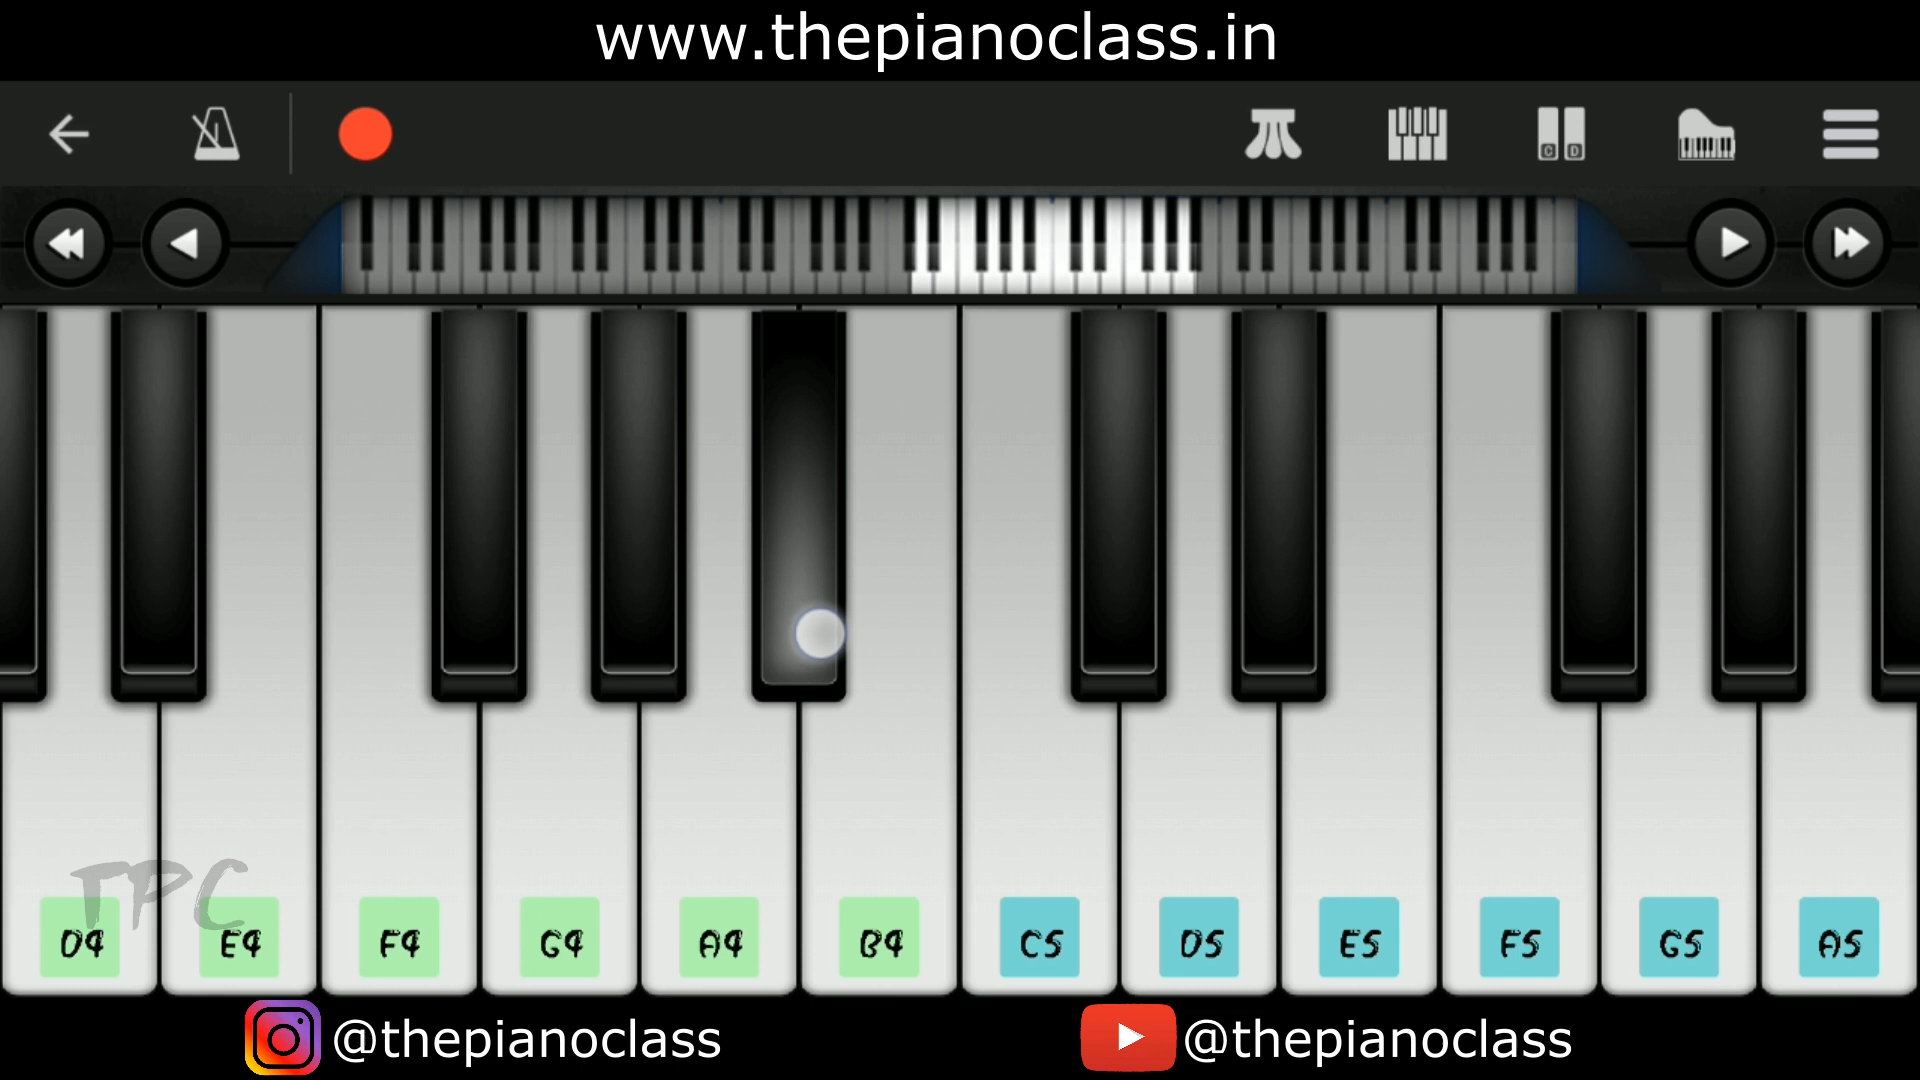 www.thepianoclass.in
C D
TPC
D4 E4 F4 G4 A4 B4 C5 D5 E5 F5 G5 A5
@thepianoclass @thepianoclass